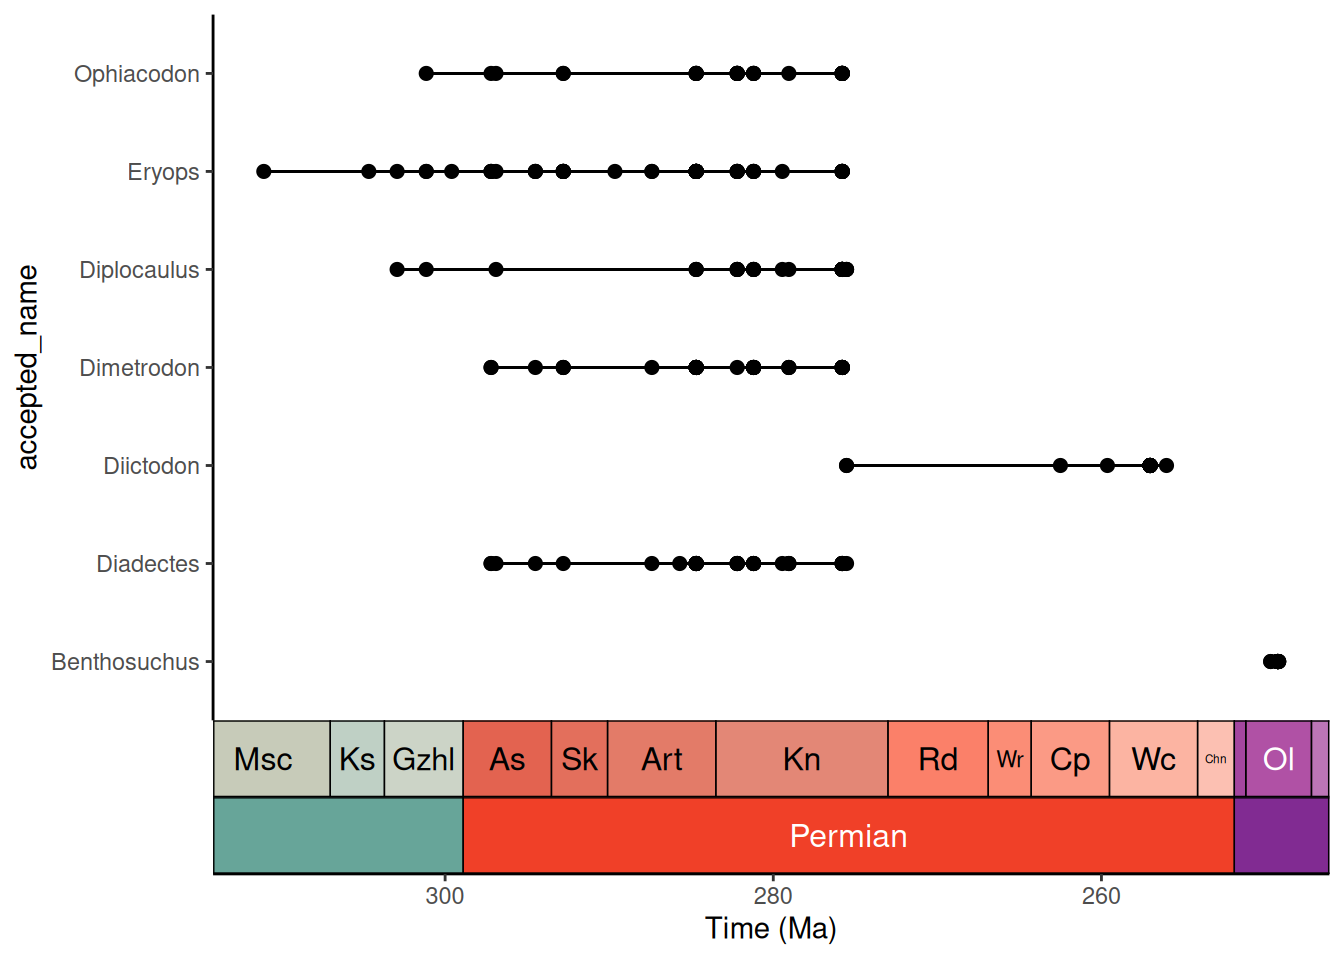 Ophiacodon
Eryops
Diplocaulus
Dimetrodon
Diictodon
Diadectes
Benthosuchus
accepted_name
Msc Ks Gzhl As Sk Art Kn Rd Wr Cp Wc Chn Ol
Permian
300 280 260
Time (Ma)